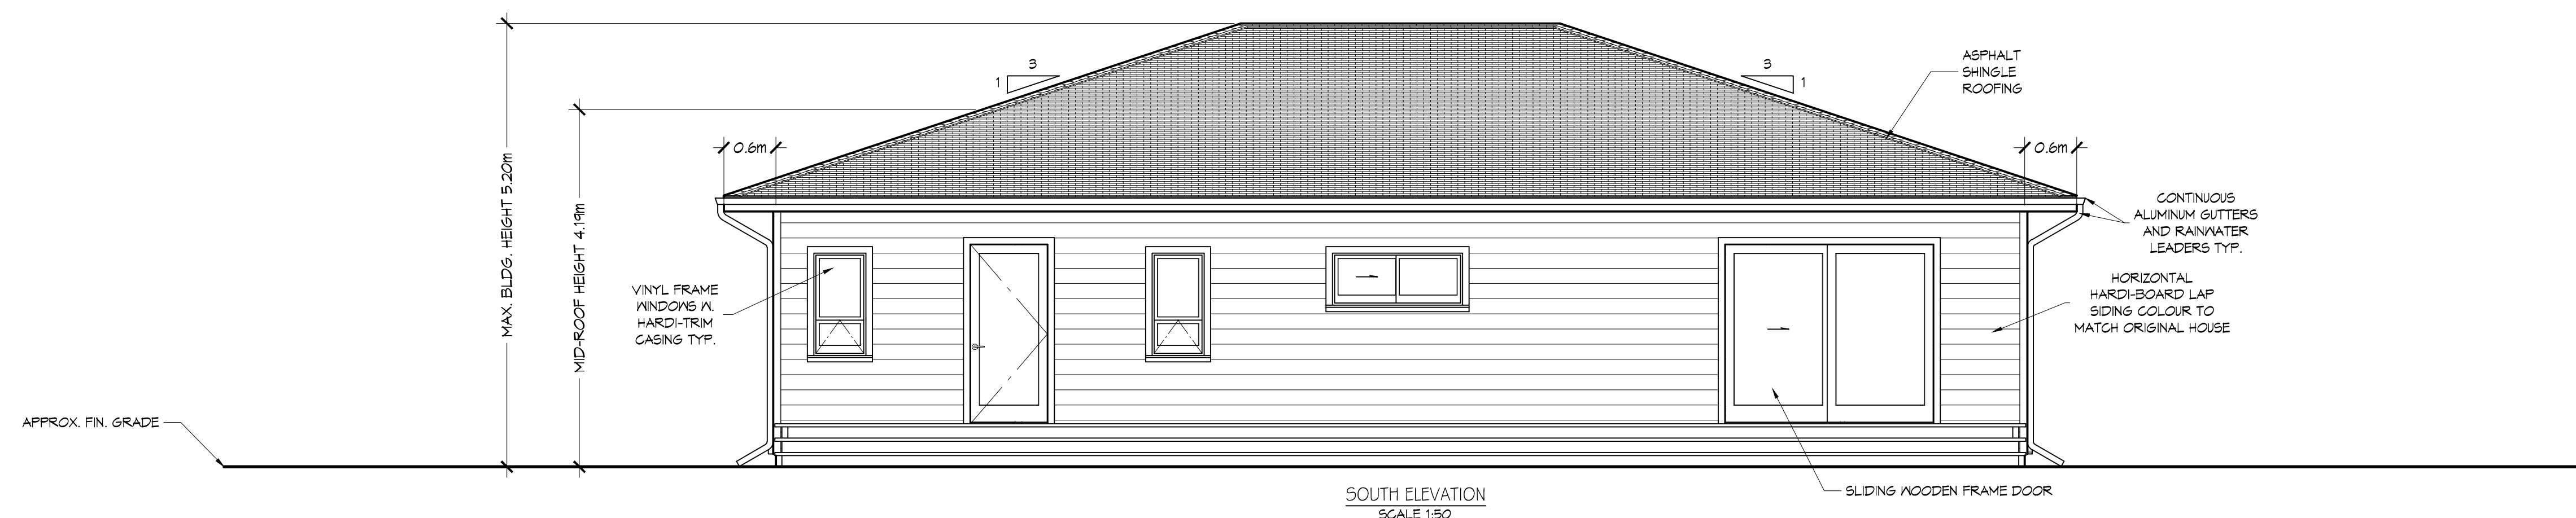 MAX. BLDG. HEIGHT 5.20m
MID-ROOF HEIGHT 4.19m
3
1
3
1
ASPHALT
SHINGLE
ROOFING
0.6m
0.6m
CONTINUOUS
ALUMINUM GUTTERS
AND RAINWATER
LEADERS TYP.
VINYL FRAME
WINDOWS W.
HARDI-TRIM
CASING TYP.
HORIZONTAL
HARDI-BOARD LAP
SIDING COLOUR TO
MATCH ORIGINAL HOUSE
APPROX. FIN. GRADE
SLIDING WOODEN FRAME DOOR
SOUTH ELEVATION
SCALE 1:50